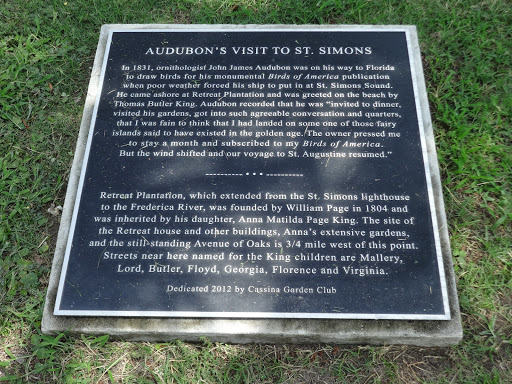 AUDUBON'S VISIT TO ST. SIMONS
In 1831, ornithologist John James Audubon was on his way to Florida
to draw birds for his monumental Birds of America publication
when poor weather forced his ship to put in at St. Simons Sound.
He came ashore at Retreat Plantation and was greeted on the beach by
Thomas Butler King. Audubon recorded that he was "invited to dinner,
visited his gardens, got into such agreeable conversation and quarters,
that I was fain to think that I had landed on some one of those fairy
islands said to have existed in the golden age. The owner pressed me
to stay a month and subscribed to my Birds of America.
But the wind shifted and our voyage to St. Augustine resumed."
---------- • • • ----------
Retreat Plantation, which extended from the St. Simons lighthouse
to the Frederica River, was founded by William Page in 1804 and
was inherited by his daughter, Anna Matilda Page King. The site of
the Retreat house and other buildings, Anna's extensive gardens,
and the still-standing Avenue of Oaks is 3/4 mile west of this point.
Streets near here named for the King children are Mallery,
Lord, Butler, Floyd, Georgia, Florence and Virginia.
Dedicated 2012 by Cassina Garden Club